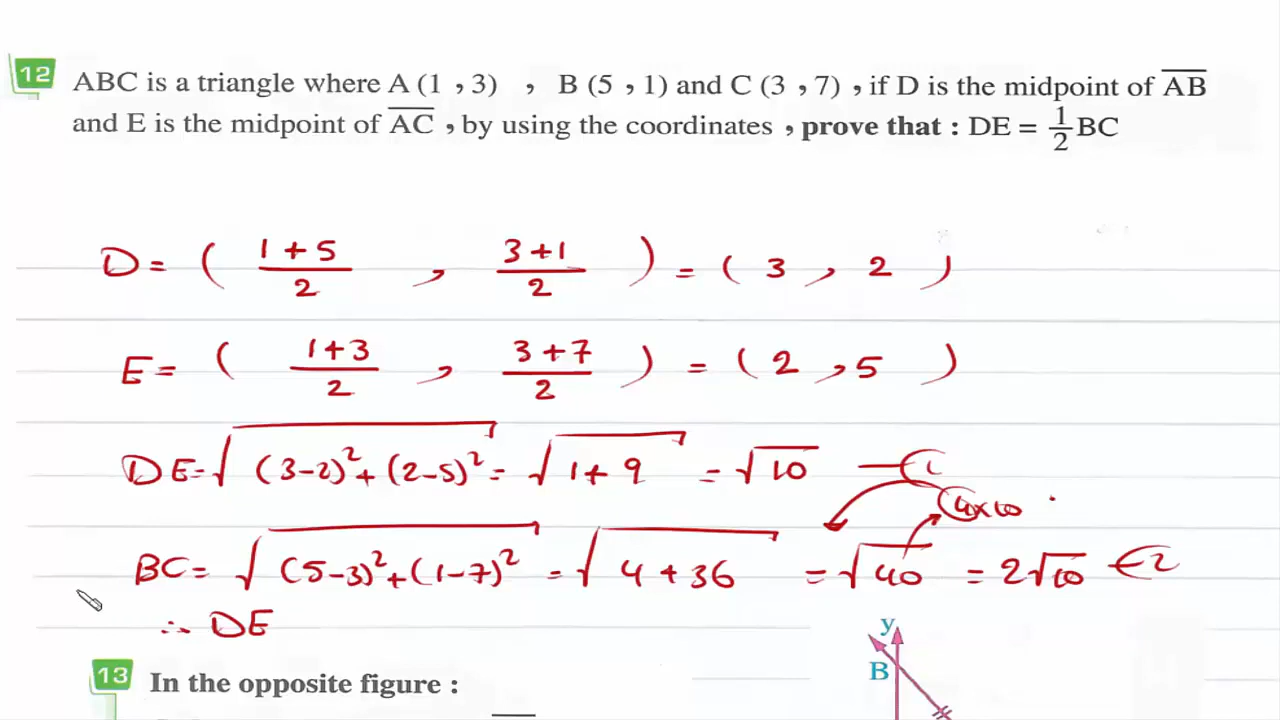 12 ABC is a triangle where A (1 , 3) , B (5 , 1) and C (3 , 7) , if D is the midpoint of A̅B̅
and E is the midpoint of A̅C̅ , by using the coordinates , prove that : DE = 1/2 BC
D = ( (1+5)/2 , (3+1)/2 ) = ( 3 , 2 )
E = ( (1+3)/2 , (3+7)/2 ) = ( 2 , 5 )
DE = √((3-2)²+(2-5)²) = √(1+9) = √10
4×10
BC = √((5-3)²+(1-7)²) = √(4+36) = √40 = 2√10 2
∴ DE
y
B
13 In the opposite figure :